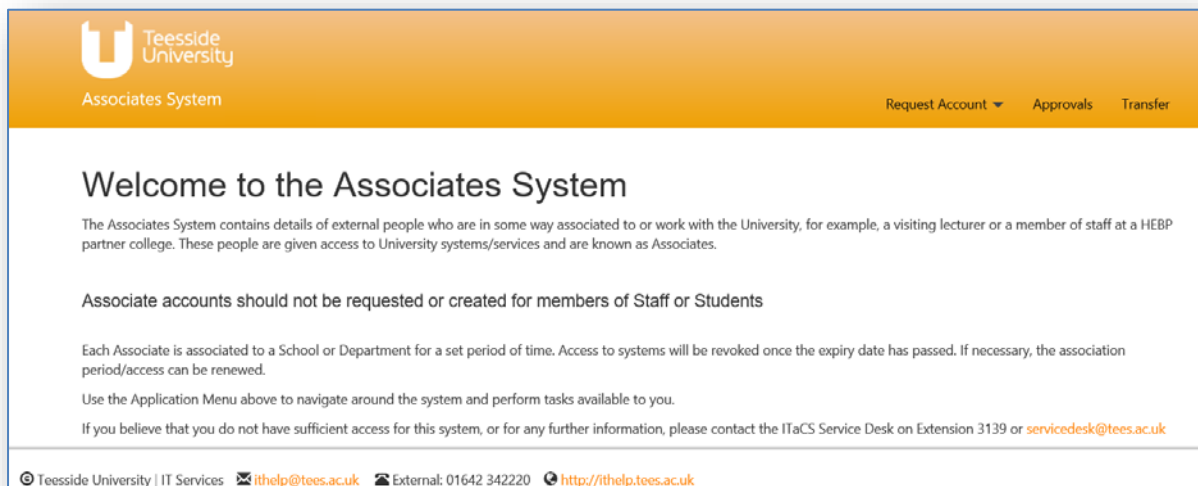 Teesside
University
Associates System
Request Account Approvals Transfer
Welcome to the Associates System
The Associates System contains details of external people who are in some way associated to or work with the University, for example, a visiting lecturer or a member of staff at a HEBP
partner college. These people are given access to University systems/services and are known as Associates.
Associate accounts should not be requested or created for members of Staff or Students
Each Associate is associated to a School or Department for a set period of time. Access to systems will be revoked once the expiry date has passed. If necessary, the association
period/access can be renewed.
Use the Application Menu above to navigate around the system and perform tasks available to you.
If you believe that you do not have sufficient access for this system, or for any further information, please contact the ITaCS Service Desk on Extension 3139 or servicedesk@tees.ac.uk
© Teesside University | IT Services ithelp@tees.ac.uk External: 01642 342220 http://ithelp.tees.ac.uk